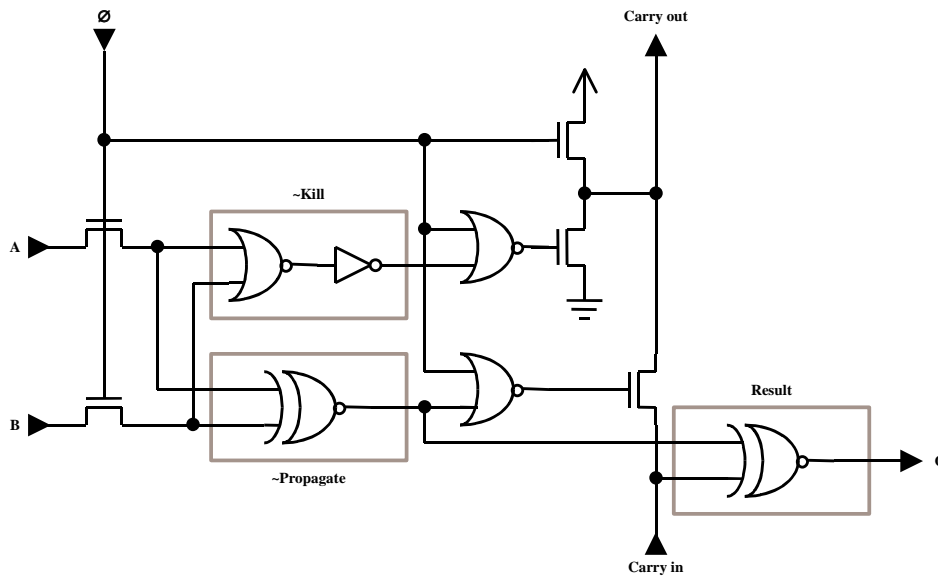 Ø
Carry out
~Kill
A
Result
B
~Propagate
Carry in